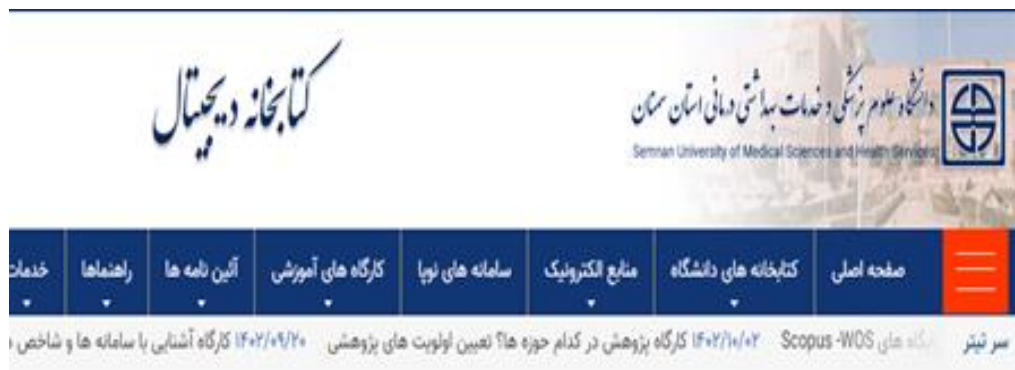 دانشگاه علوم پزشکی و خدمات بهداشتی درمانی استان سمنان
Semnan University of Medical Sciences and Health Services
کتابخانه دیجیتال
صفحه اصلی کتابخانه های دانشگاه منابع الکترونیک سامانه های نوپا کارگاه های آموزشی آئین نامه ها راهنماها خدمات
سر تیتر های Scopus -WOS ۱۴۰۲/۱۰/۰۲ کارگاه پژوهش در کدام حوزه ها؟ تعیین اولویت های پژوهشی ۱۴۰۲/۰۹/۲۰ کارگاه آشنایی با سامانه ها و شاخص